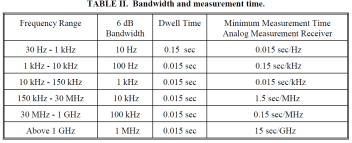 TABLE II. Bandwidth and measurement time.
Frequency Range 6 dB Bandwidth Dwell Time Minimum Measurement Time Analog Measurement Receiver
30 Hz - 1 kHz 10 Hz 0.15 sec 0.015 sec/Hz
1 kHz - 10 kHz 100 Hz 0.015 sec 0.15 sec/kHz
10 kHz - 150 kHz 1 kHz 0.015 sec 0.015 sec/kHz
150 kHz - 30 MHz 10 kHz 0.015 sec 1.5 sec/MHz
30 MHz - 1 GHz 100 kHz 0.015 sec 0.15 sec/MHz
Above 1 GHz 1 MHz 0.015 sec 15 sec/GHz